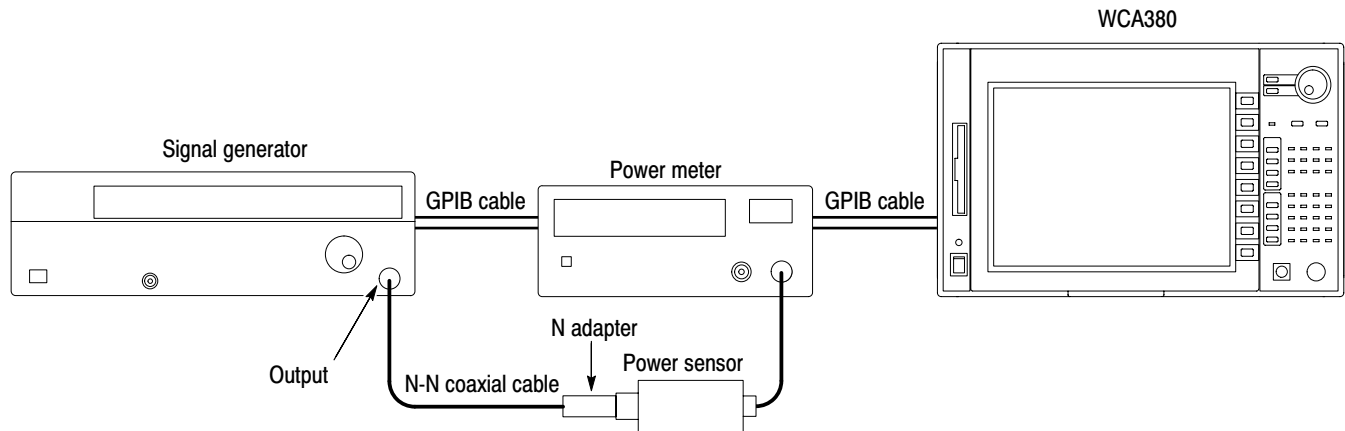 WCA380
Signal generator
Power meter
GPIB cable
GPIB cable
N adapter
Power sensor
Output
N-N coaxial cable